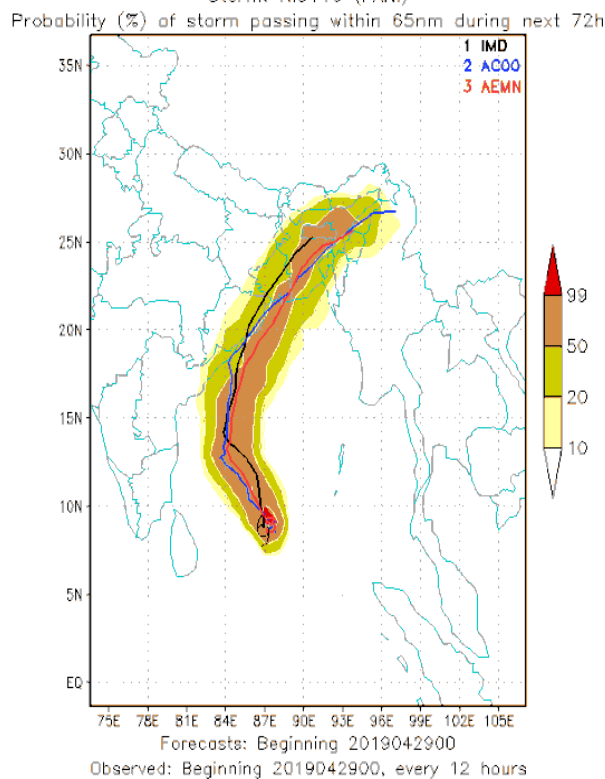 Probability (%) of storm passing within 65nm during next 72h
1 IMD
2 ACOO
3 AEMN
35N
30N
25N
20N
15N
10N
5N
EQ
99
50
20
10
75E 78E 81E 84E 87E 90E 93E 96E 99E 102E 105E
Forecasts: Beginning 2019042900
Observed: Beginning 2019042900, every 12 hours